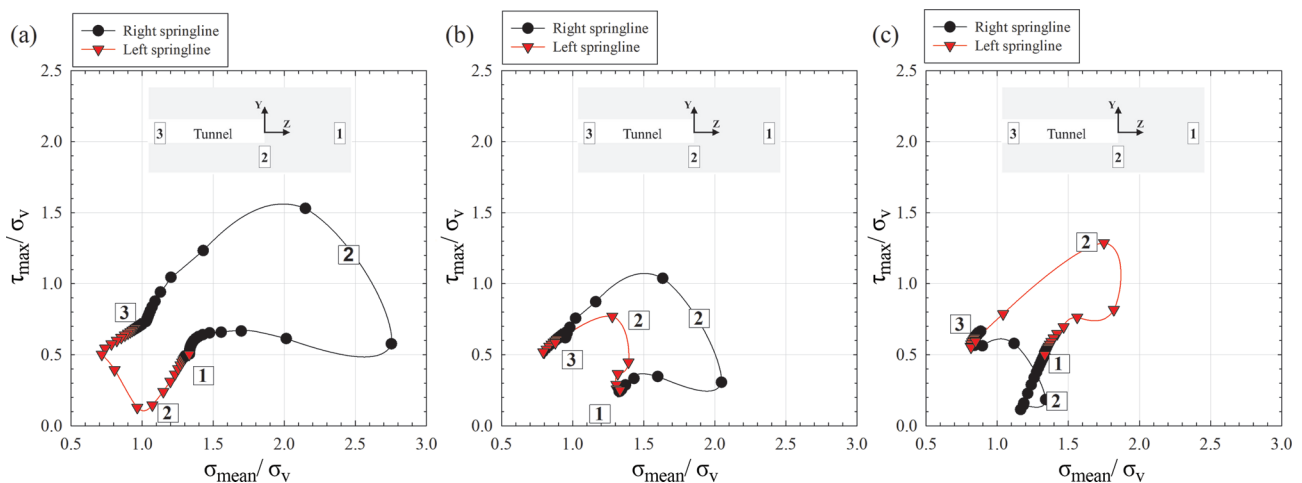 (a)
Right springline
Left springline
2.5
2.0
1.5
1.0
0.5
0.0
τmax/ σv
Y
Z
3
Tunnel
1
2
2
3
1
2
0.5 1.0 1.5 2.0 2.5 3.0
σmean/ σv
(b)
Right springline
Left springline
2.5
2.0
1.5
1.0
0.5
0.0
τmax/ σv
Y
Z
3
Tunnel
1
2
2
2
3
1
0.5 1.0 1.5 2.0 2.5 3.0
σmean/ σv
(c)
Right springline
Left springline
2.5
2.0
1.5
1.0
0.5
0.0
τmax/ σv
Y
Z
3
Tunnel
1
2
2
3
1
2
0.5 1.0 1.5 2.0 2.5 3.0
σmean/ σv